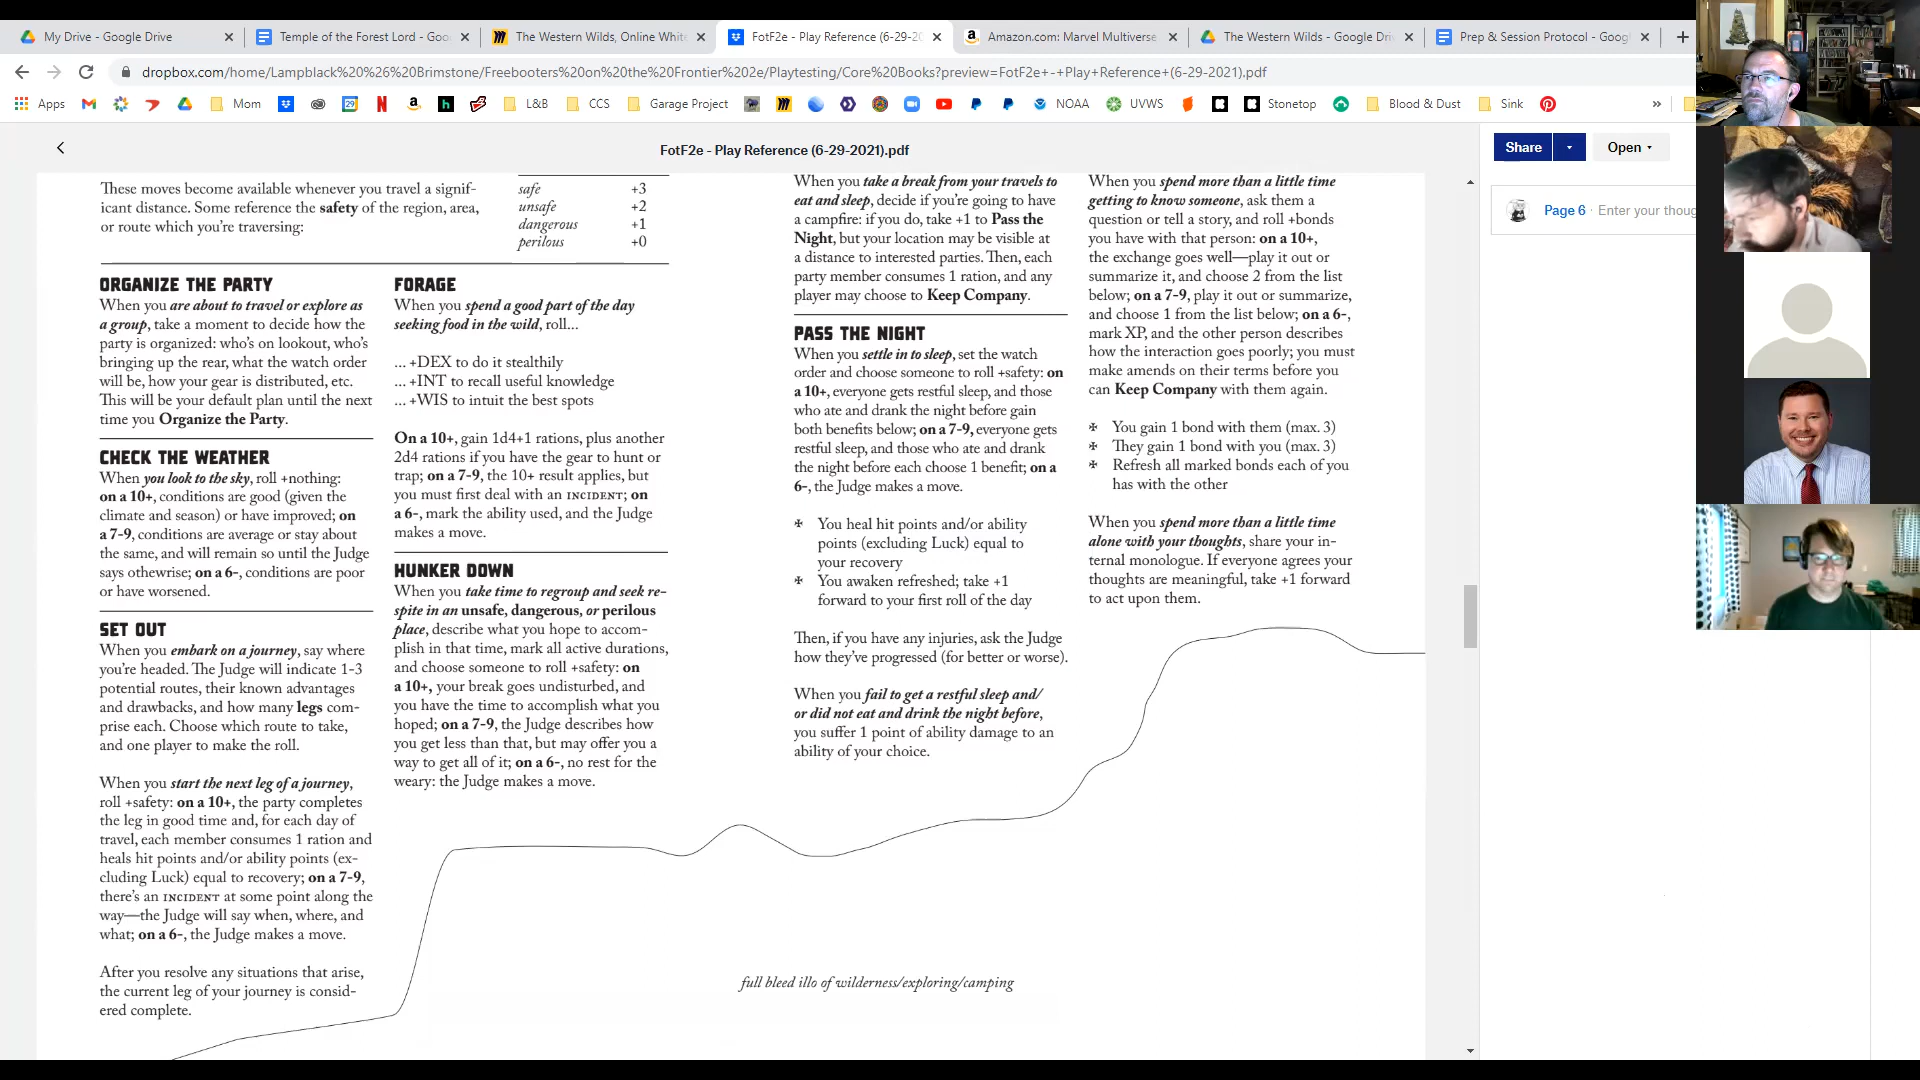 My Drive - Google Drive
Temple of the Forest Lord - Goo
The Western Wilds, Online White
FotF2e - Play Reference (6-29-20
Amazon.com: Marvel Multiverse
The Western Wilds - Google Dri
Prep & Session Protocol - Googl
dropbox.com/home/Lampblack%20%26%20Brimstone/Freebooters%20on%20the%20Frontier%202e/Playtesting/Core%20Books?preview=FotF2e+-+Play+Reference+(6-29-2021).pdf
Apps
Mom
L&B
CCS
Garage Project
NOAA
UVWS
Stonetop
Blood & Dust
Sink
»
FotF2e - Play Reference (6-29-2021).pdf
Share
Open
Page 6 · Enter your thoug
These moves become available whenever you travel a signif-
icant distance. Some reference the safety of the region, area,
or route which you're traversing:
safe +3
unsafe +2
dangerous +1
perilous +0
ORGANIZE THE PARTY
When you are about to travel or explore as
a group, take a moment to decide how the
party is organized: who's on lookout, who's
bringing up the rear, what the watch order
will be, how your gear is distributed, etc.
This will be your default plan until the next
time you Organize the Party.
CHECK THE WEATHER
When you look to the sky, roll +nothing:
on a 10+, conditions are good (given the
climate and season) or have improved; on
a 7-9, conditions are average or stay about
the same, and will remain so until the Judge
says othewrise; on a 6-, conditions are poor
or have worsened.
SET OUT
When you embark on a journey, say where
you're headed. The Judge will indicate 1-3
potential routes, their known advantages
and drawbacks, and how many legs com-
prise each. Choose which route to take,
and one player to make the roll.
When you start the next leg of a journey,
roll +safety: on a 10+, the party completes
the leg in good time and, for each day of
travel, each member consumes 1 ration and
heals hit points and/or ability points (ex-
cluding Luck) equal to recovery; on a 7-9,
there's an INCIDENT at some point along the
way—the Judge will say when, where, and
what; on a 6-, the Judge makes a move.
After you resolve any situations that arise,
the current leg of your journey is consid-
ered complete.
FORAGE
When you spend a good part of the day
seeking food in the wild, roll...
... +DEX to do it stealthily
... +INT to recall useful knowledge
... +WIS to intuit the best spots
On a 10+, gain 1d4+1 rations, plus another
2d4 rations if you have the gear to hunt or
trap; on a 7-9, the 10+ result applies, but
you must first deal with an INCIDENT; on
a 6-, mark the ability used, and the Judge
makes a move.
HUNKER DOWN
When you take time to regroup and seek re-
spite in an unsafe, dangerous, or perilous
place, describe what you hope to accom-
plish in that time, mark all active durations,
and choose someone to roll +safety: on
a 10+, your break goes undisturbed, and
you have the time to accomplish what you
hoped; on a 7-9, the Judge describes how
you get less than that, but may offer you a
way to get all of it; on a 6-, no rest for the
weary: the Judge makes a move.
When you take a break from your travels to
eat and sleep, decide if you're going to have
a campfire: if you do, take +1 to Pass the
Night, but your location may be visible at
a distance to interested parties. Then, each
party member consumes 1 ration, and any
player may choose to Keep Company.
PASS THE NIGHT
When you settle in to sleep, set the watch
order and choose someone to roll +safety: on
a 10+, everyone gets restful sleep, and those
who ate and drank the night before gain
both benefits below; on a 7-9, everyone gets
restful sleep, and those who ate and drank
the night before each choose 1 benefit; on a
6-, the Judge makes a move.
✠ You heal hit points and/or ability
points (excluding Luck) equal to
your recovery
✠ You awaken refreshed; take +1
forward to your first roll of the day
Then, if you have any injuries, ask the Judge
how they've progressed (for better or worse).
When you fail to get a restful sleep and/
or did not eat and drink the night before,
you suffer 1 point of ability damage to an
ability of your choice.
When you spend more than a little time
getting to know someone, ask them a
question or tell a story, and roll +bonds
you have with that person: on a 10+,
the exchange goes well—play it out or
summarize it, and choose 2 from the list
below; on a 7-9, play it out or summarize,
and choose 1 from the list below; on a 6-,
mark XP, and the other person describes
how the interaction goes poorly; you must
make amends on their terms before you
can Keep Company with them again.
✠ You gain 1 bond with them (max. 3)
✠ They gain 1 bond with you (max. 3)
✠ Refresh all marked bonds each of you
has with the other
When you spend more than a little time
alone with your thoughts, share your in-
ternal monologue. If everyone agrees your
thoughts are meaningful, take +1 forward
to act upon them.
full bleed illo of wilderness/exploring/camping